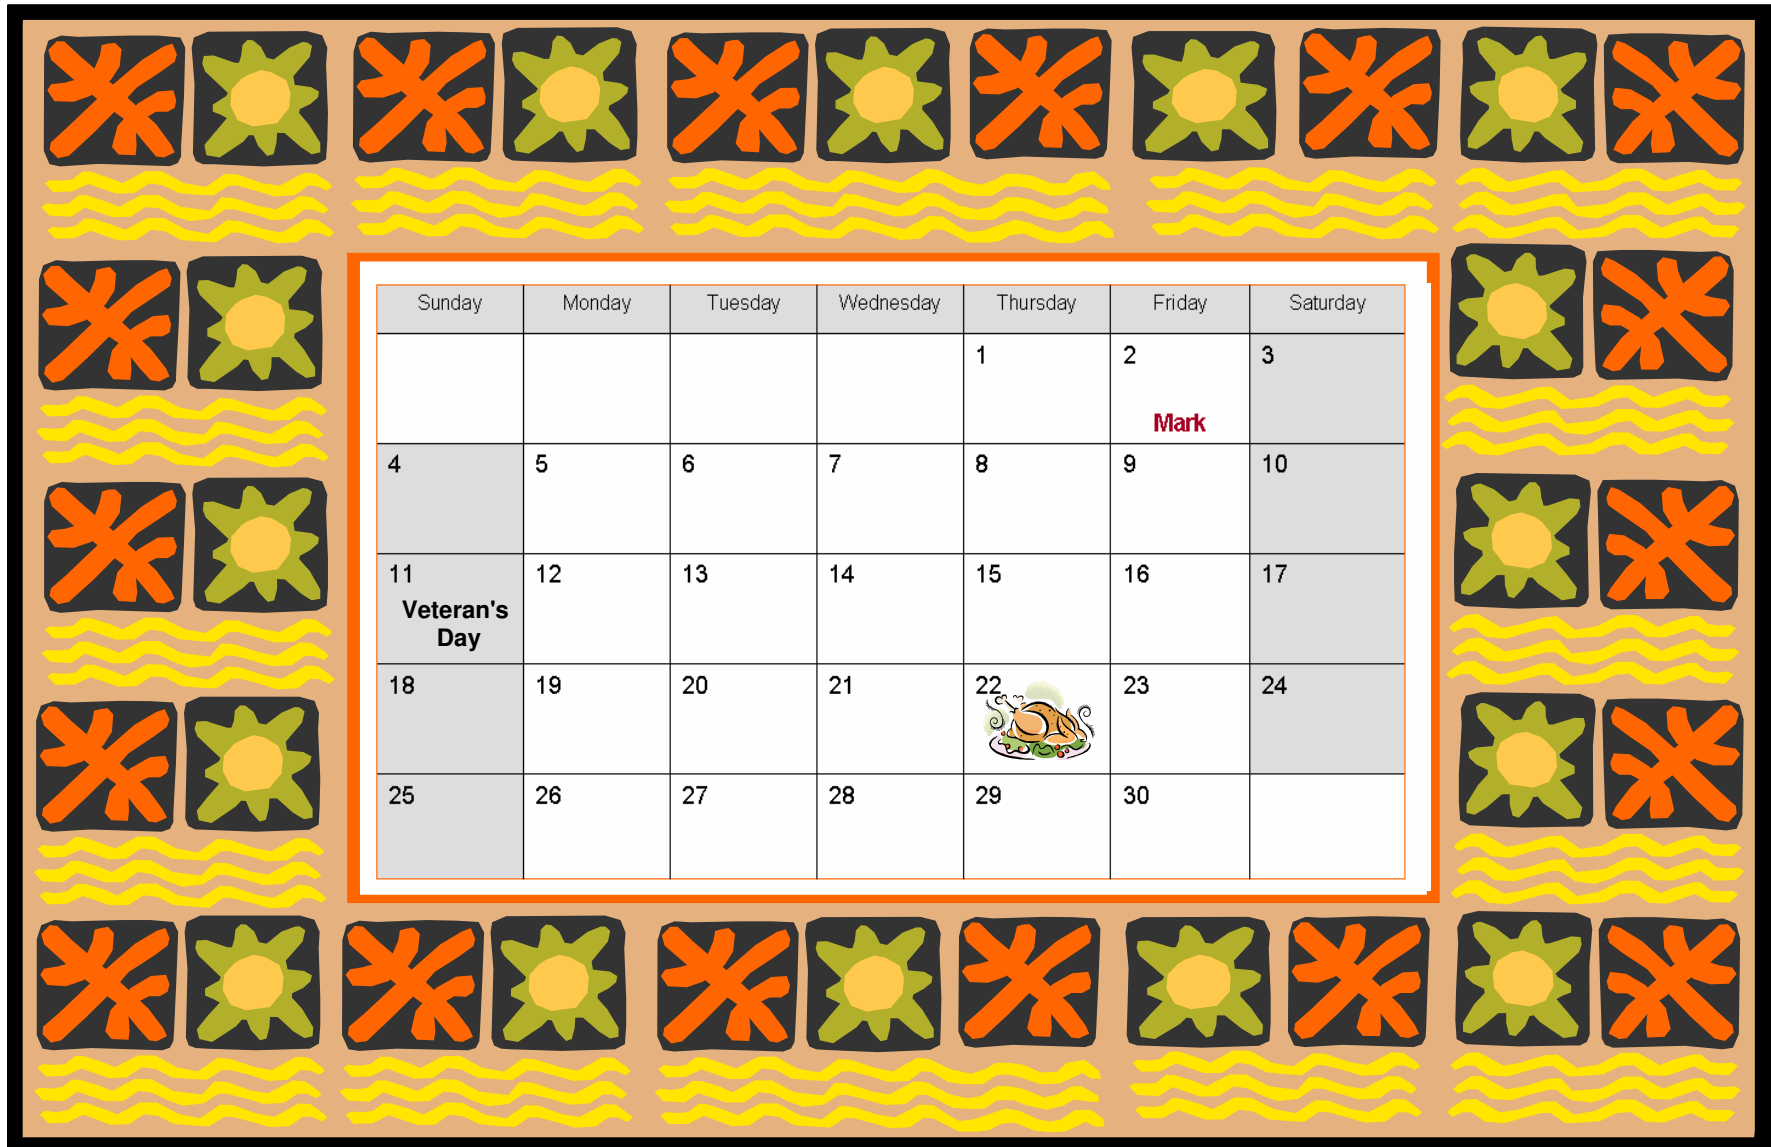 Sunday Monday Tuesday Wednesday Thursday Friday Saturday
1 2 3
Mark
4 5 6 7 8 9 10
11 12 13 14 15 16 17
Veteran's
Day
18 19 20 21 22 23 24
25 26 27 28 29 30